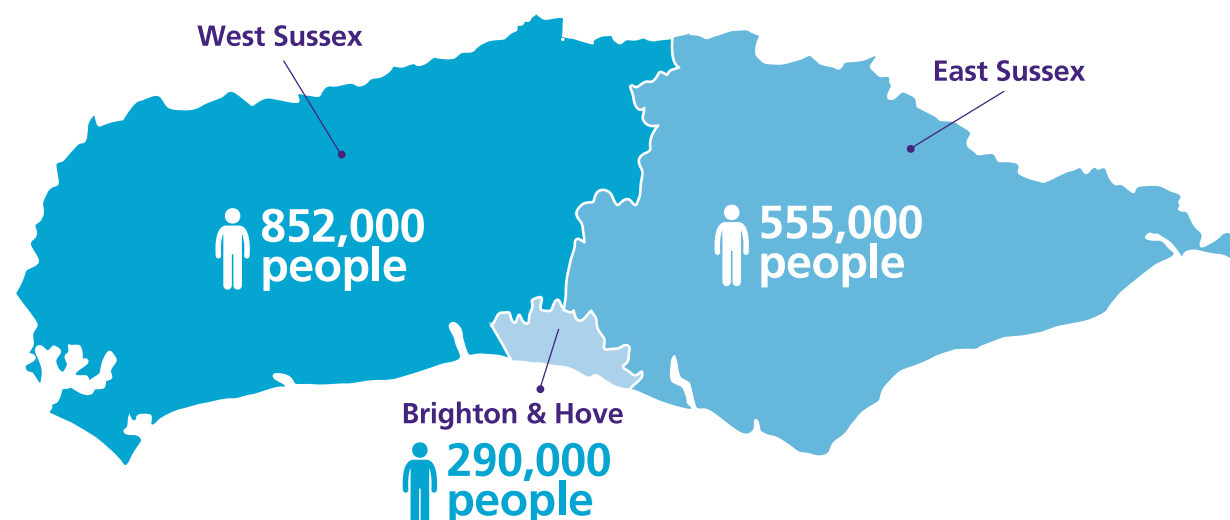 West Sussex
East Sussex
852,000
people
555,000
people
Brighton & Hove
290,000
people